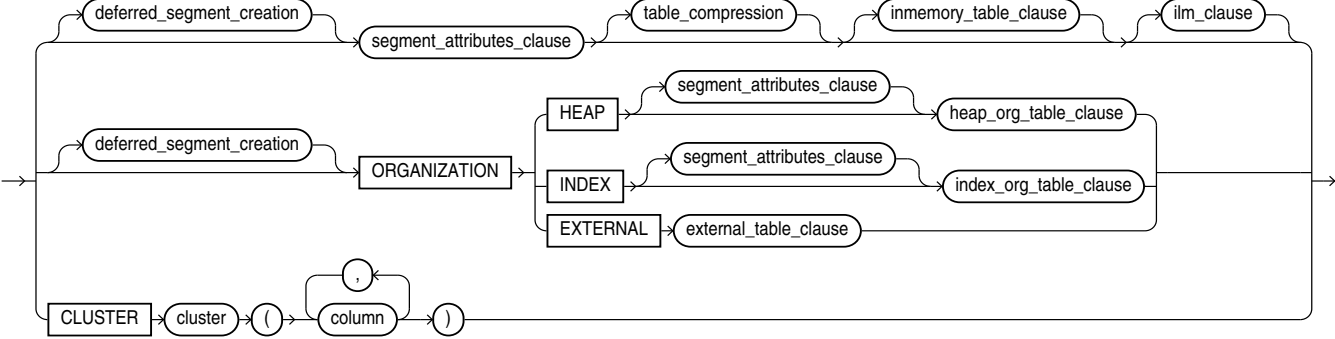 deferred_segment_creation table_compression inmemory_table_clause ilm_clause
segment_attributes_clause
segment_attributes_clause
HEAP heap_org_table_clause
deferred_segment_creation
segment_attributes_clause
ORGANIZATION
INDEX index_org_table_clause
EXTERNAL external_table_clause
,
CLUSTER cluster ( column )